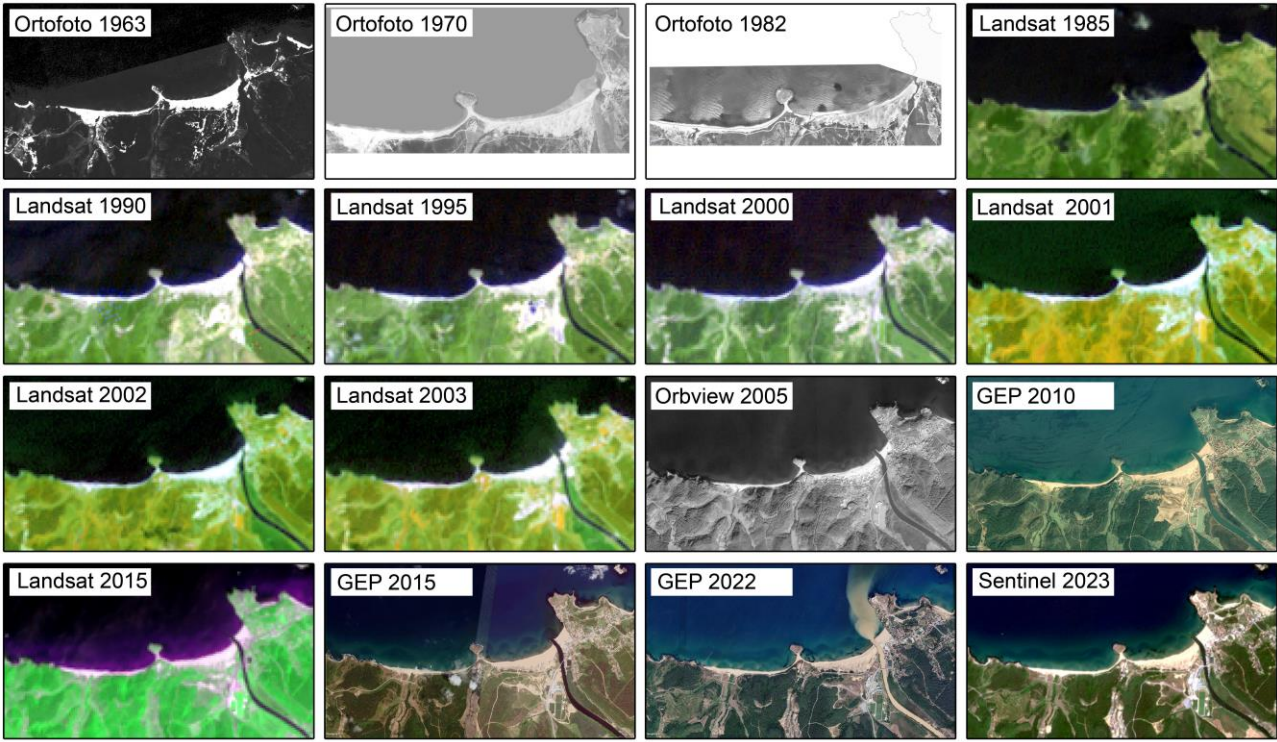 Ortofoto 1963
Ortofoto 1970
Ortofoto 1982
Landsat 1985
Landsat 1990
Landsat 1995
Landsat 2000
Landsat 2001
Landsat 2002
Landsat 2003
Orbview 2005
GEP 2010
Landsat 2015
GEP 2015
GEP 2022
Sentinel 2023